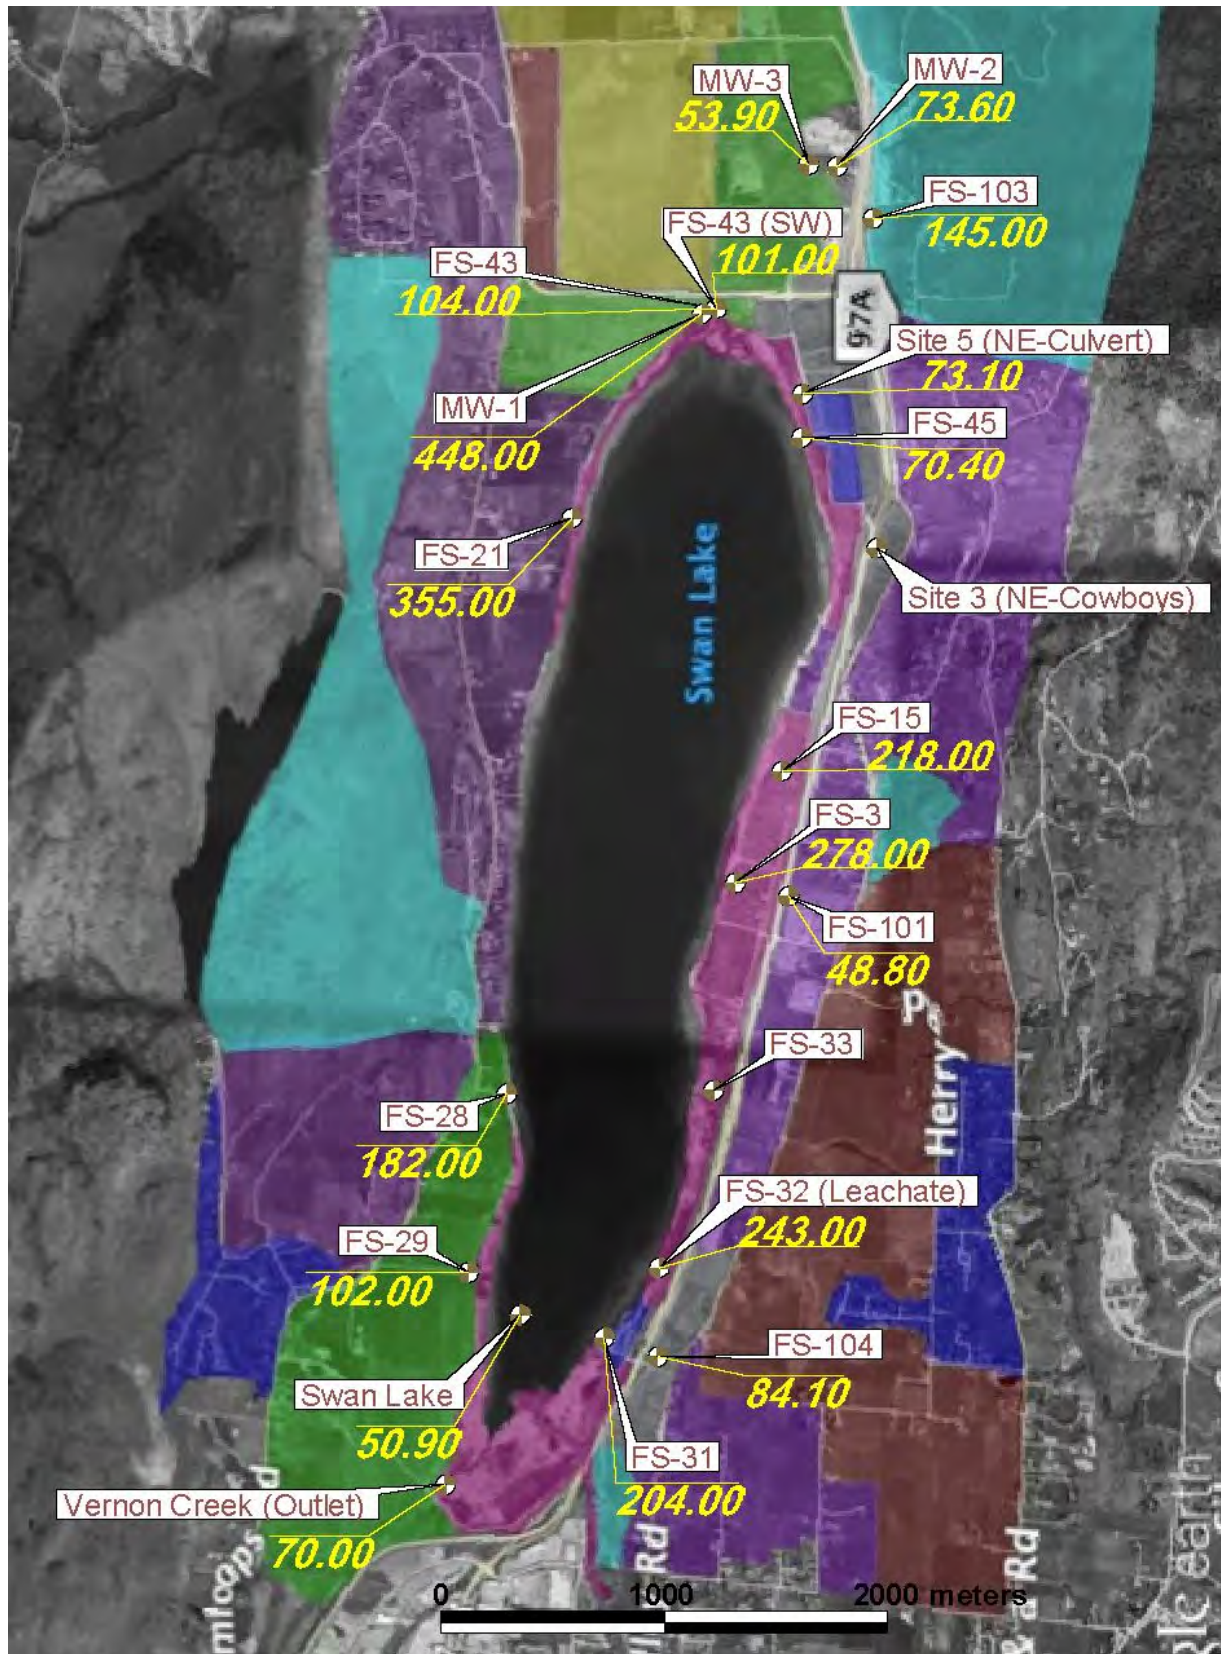 MW-3
53.90
MW-2
73.60
FS-103
145.00
FS-43 (SW)
101.00
FS-43
104.00
97A
Site 5 (NE-Culvert)
73.10
MW-1
448.00
FS-45
70.40
FS-21
355.00
Swan Lake
Site 3 (NE-Cowboys)
FS-15
218.00
FS-3
278.00
FS-101
48.80
FS-33
Herry
FS-28
182.00
FS-32 (Leachate)
243.00
FS-29
102.00
FS-104
84.10
Swan Lake
50.90
FS-31
204.00
Vernon Creek (Outlet)
70.00
Rd
Rd
0 1000 2000 meters